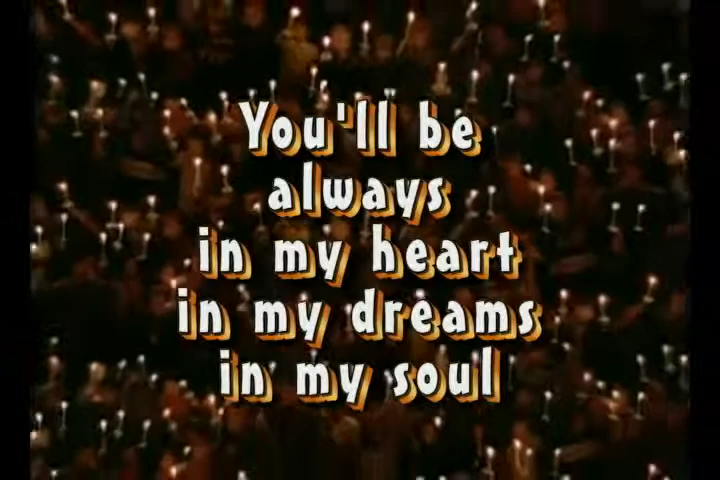 You'll be
always
in my heart
in my dreams
in my soul